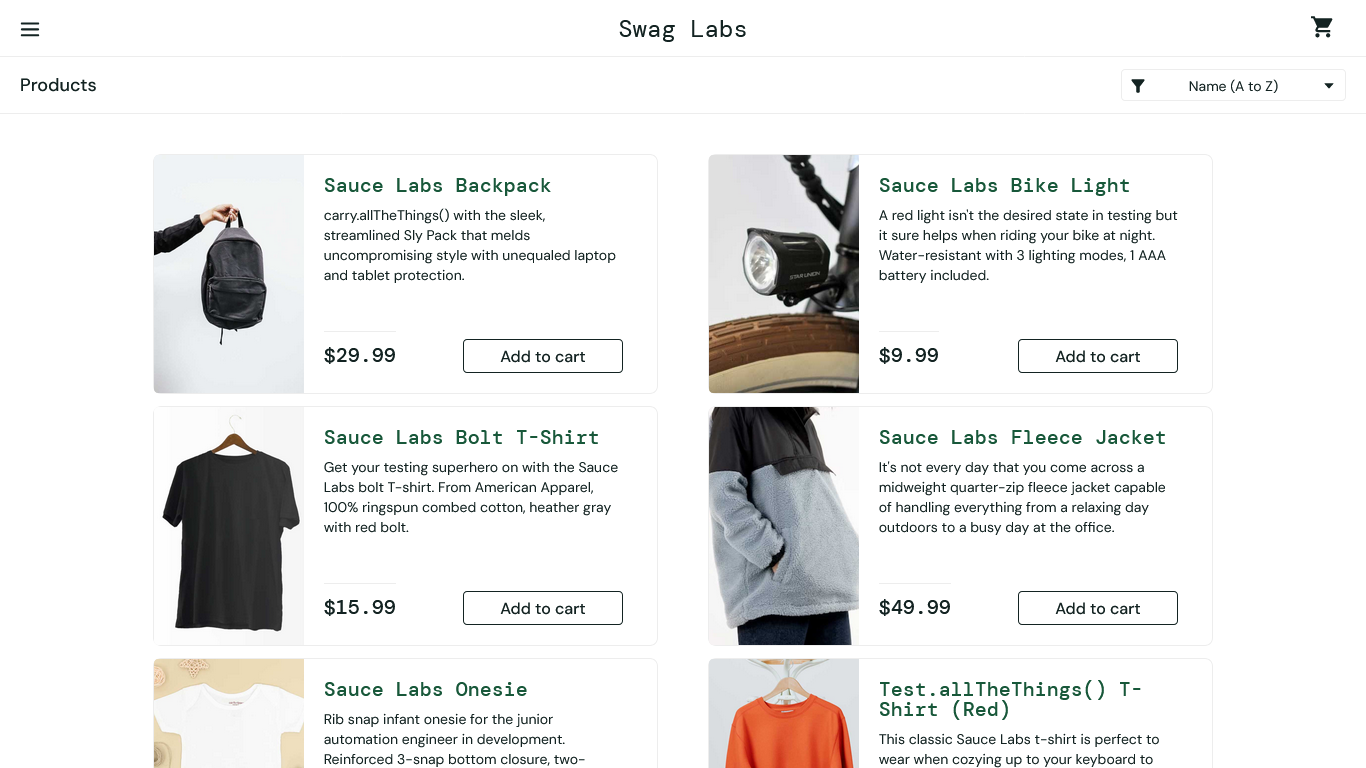 Swag Labs
Products
Name (A to Z)
Sauce Labs Backpack
carry.allTheThings() with the sleek,
streamlined Sly Pack that melds
uncompromising style with unequaled laptop
and tablet protection.
$29.99
Add to cart
Sauce Labs Bike Light
A red light isn't the desired state in testing but
it sure helps when riding your bike at night.
Water-resistant with 3 lighting modes, 1 AAA
battery included.
$9.99
Add to cart
STAR UNION
Sauce Labs Bolt T-Shirt
Get your testing superhero on with the Sauce
Labs bolt T-shirt. From American Apparel,
100% ringspun combed cotton, heather gray
with red bolt.
$15.99
Add to cart
Sauce Labs Fleece Jacket
It's not every day that you come across a
midweight quarter-zip fleece jacket capable
of handling everything from a relaxing day
outdoors to a busy day at the office.
$49.99
Add to cart
Sauce Labs Onesie
Rib snap infant onesie for the junior
automation engineer in development.
Reinforced 3-snap bottom closure, two-
Test.allTheThings() T-
Shirt (Red)
This classic Sauce Labs t-shirt is perfect to
wear when cozying up to your keyboard to